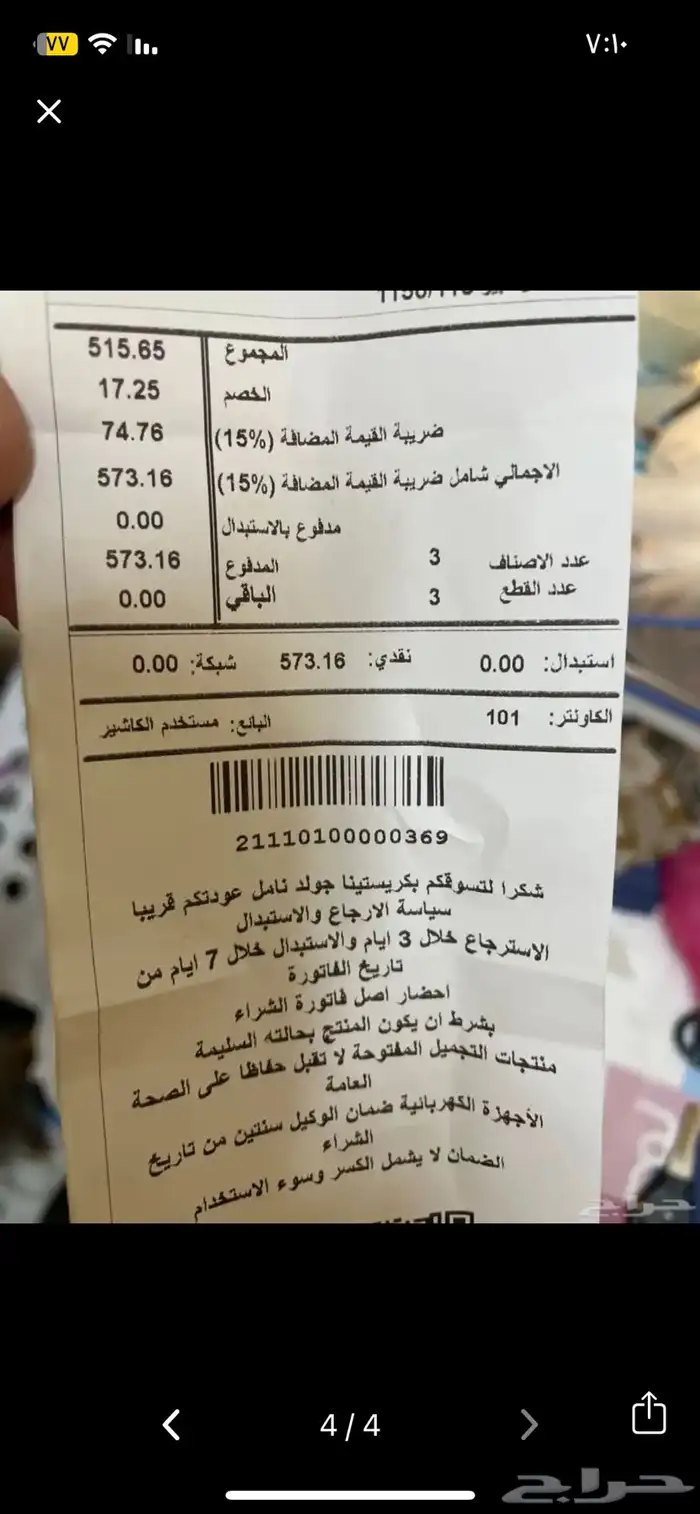 ٧:١٠
٧٧
المجموع 515.65
الخصم 17.25
ضريبة القيمة المضافة (15%) 74.76
الاجمالي شامل ضريبة القيمة المضافة (15%) 573.16
مدفوع بالاستبدال 0.00
عدد الاصناف 3 المدفوع 573.16
عدد القطع 3 الباقي 0.00
استبدال: 0.00 نقدي: 573.16 شبكة: 0.00
الكاونتر: 101 البائع: مستخدم الكاشير
21110100000369
شكرا لتسوقكم بكريستينا جولد نامل عودتكم قريبا
سياسة الارجاع والاستبدال
الاسترجاع خلال 3 ايام والاستبدال خلال 7 ايام من
تاريخ الفاتورة
احضار اصل فاتورة الشراء
بشرط ان يكون المنتج بحالته السليمة
منتجات التجميل المفتوحة لا تقبل حفاظا على الصحة
العامة
الأجهزة الكهربائية ضمان الوكيل سنتين من تاريخ
الشراء
الضمان لا يشمل الكسر وسوء الاستخدام
حراج
4 / 4
حراج